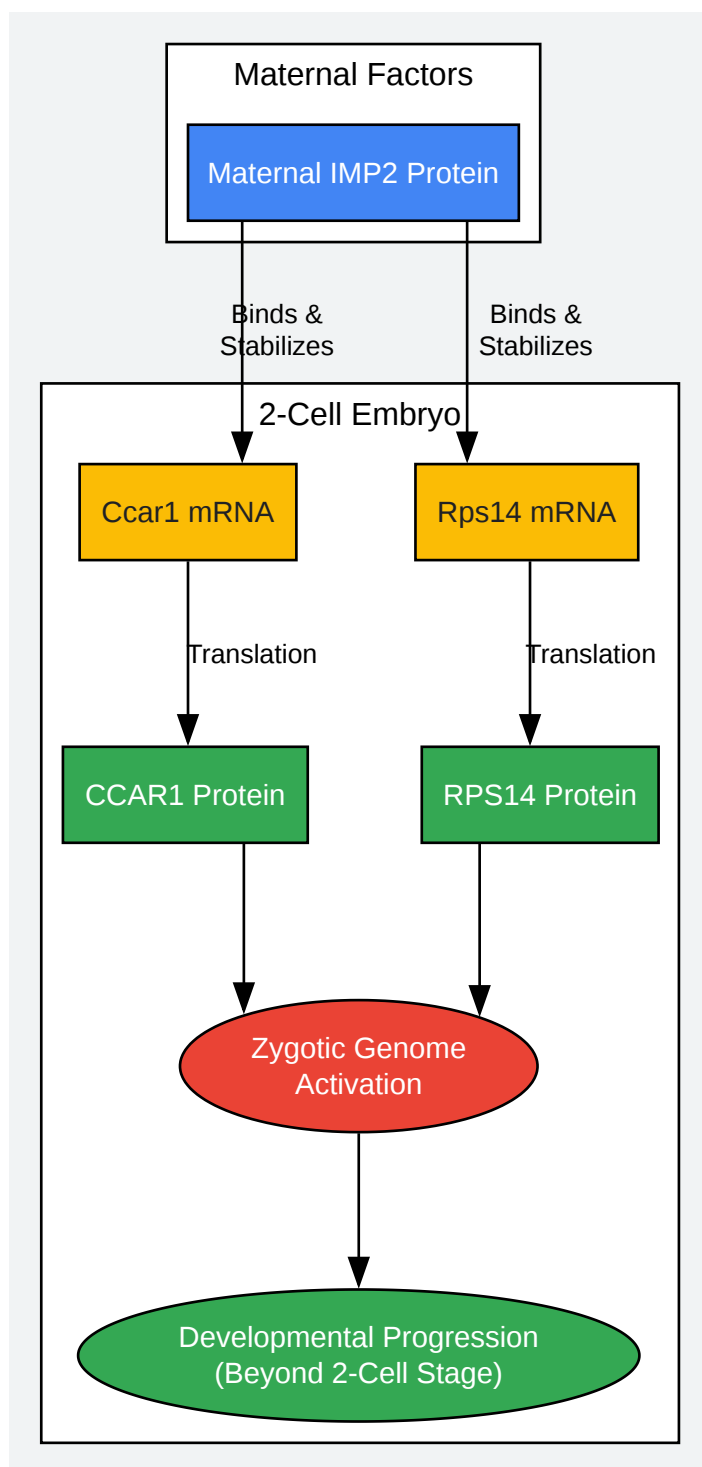 Maternal Factors
Maternal IMP2 Protein
Binds &
Stabilizes
Binds &
Stabilizes
2-Cell Embryo
Ccar1 mRNA
Rps14 mRNA
Translation
Translation
CCAR1 Protein
RPS14 Protein
Zygotic Genome
Activation
Developmental Progression
(Beyond 2-Cell Stage)